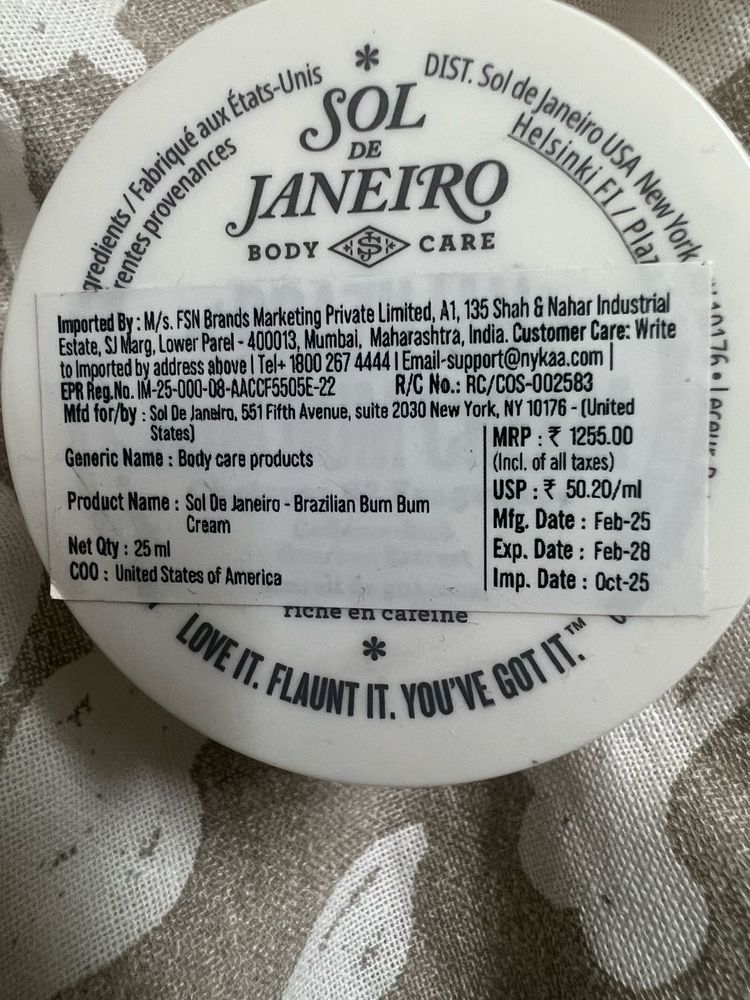 gredients / Fabriqué aux États-Unis
rentes provenances
*
DIST. Sol de Janeiro USA New York
Helsinki FI / Plaz
10176 •
SOL
DE
JANEIRO
BODY CARE
Imported By : M/s. FSN Brands Marketing Private Limited, A1, 135 Shah & Nahar Industrial
Estate, SJ Marg, Lower Parel - 400013, Mumbai, Maharashtra, India. Customer Care: Write
to Imported by address above | Tel+ 1800 267 4444 | Email-support@nykaa.com |
EPR Reg.No. IM-25-000-08-AACCF5505E-22 R/C No.: RC/COS-002583
Mfd for/by : Sol De Janeiro, 551 Fifth Avenue, suite 2030 New York, NY 10176 - (United
States)
Generic Name : Body care products
Product Name : Sol De Janeiro - Brazilian Bum Bum
Cream
Net Qty : 25 ml
COO : United States of America
MRP : ₹ 1255.00
(Incl. of all taxes)
USP : ₹ 50.20/ml
Mfg. Date : Feb-25
Exp. Date : Feb-28
Imp. Date : Oct-25
riche en caféine
*
LOVE IT. FLAUNT IT. YOU'VE GOT IT.™